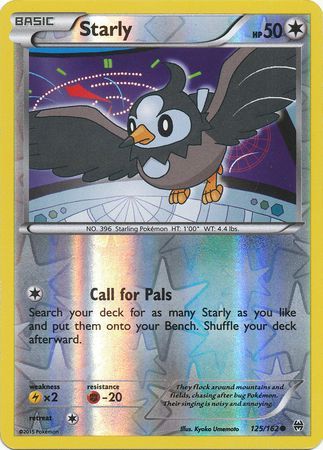 BASIC
Starly
HP 50
NO. 396 Starling Pokémon HT: 1'00" WT: 4.4 lbs.
Call for Pals
Search your deck for as many Starly as you like
and put them onto your Bench. Shuffle your deck
afterward.
weakness
×2
resistance
-20
retreat
They flock around mountains and
fields, chasing after bug Pokémon.
Their singing is noisy and annoying.
©2015 Pokémon
Illus. Kyoko Umemoto
125/162